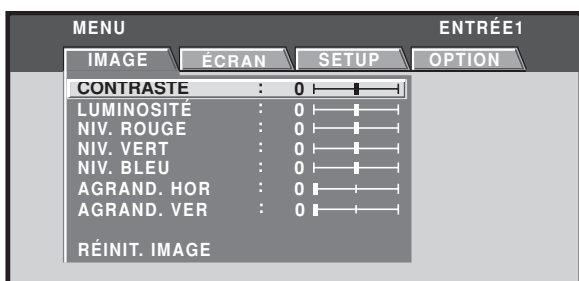 MENU ENTRÉE1
IMAGE ÉCRAN SETUP OPTION
CONTRASTE : 0
LUMINOSITÉ : 0
NIV. ROUGE : 0
NIV. VERT : 0
NIV. BLEU : 0
AGRAND. HOR : 0
AGRAND. VER : 0
RÉINIT. IMAGE